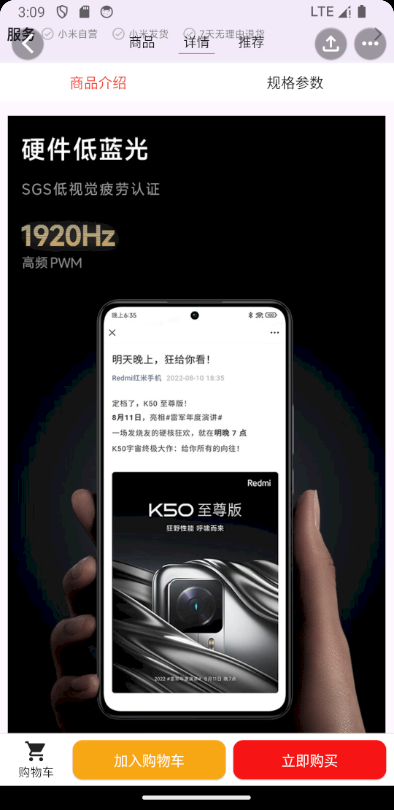 3:09
LTE
服务
小米自营
小米发货
7天无理由退货
商品
详情
推荐
商品介绍
规格参数
硬件低蓝光
SGS低视觉疲劳认证
1920Hz
高频 PWM
晚上6:35
明天晚上，狂给你看！
Redmi红米手机 2022-08-10 18:35
定档了，K50 至尊版！
8月11日，亮相#雷军年度演讲#
一场发烧友的硬核狂欢，就在明晚 7 点
K50宇宙终极大作：给你所有的向往！
Redmi
K50 至尊版
狂野性能 呼啸而来
2022 #雷军年度演讲# 8月11日 晚7点
购物车
加入购物车
立即购买